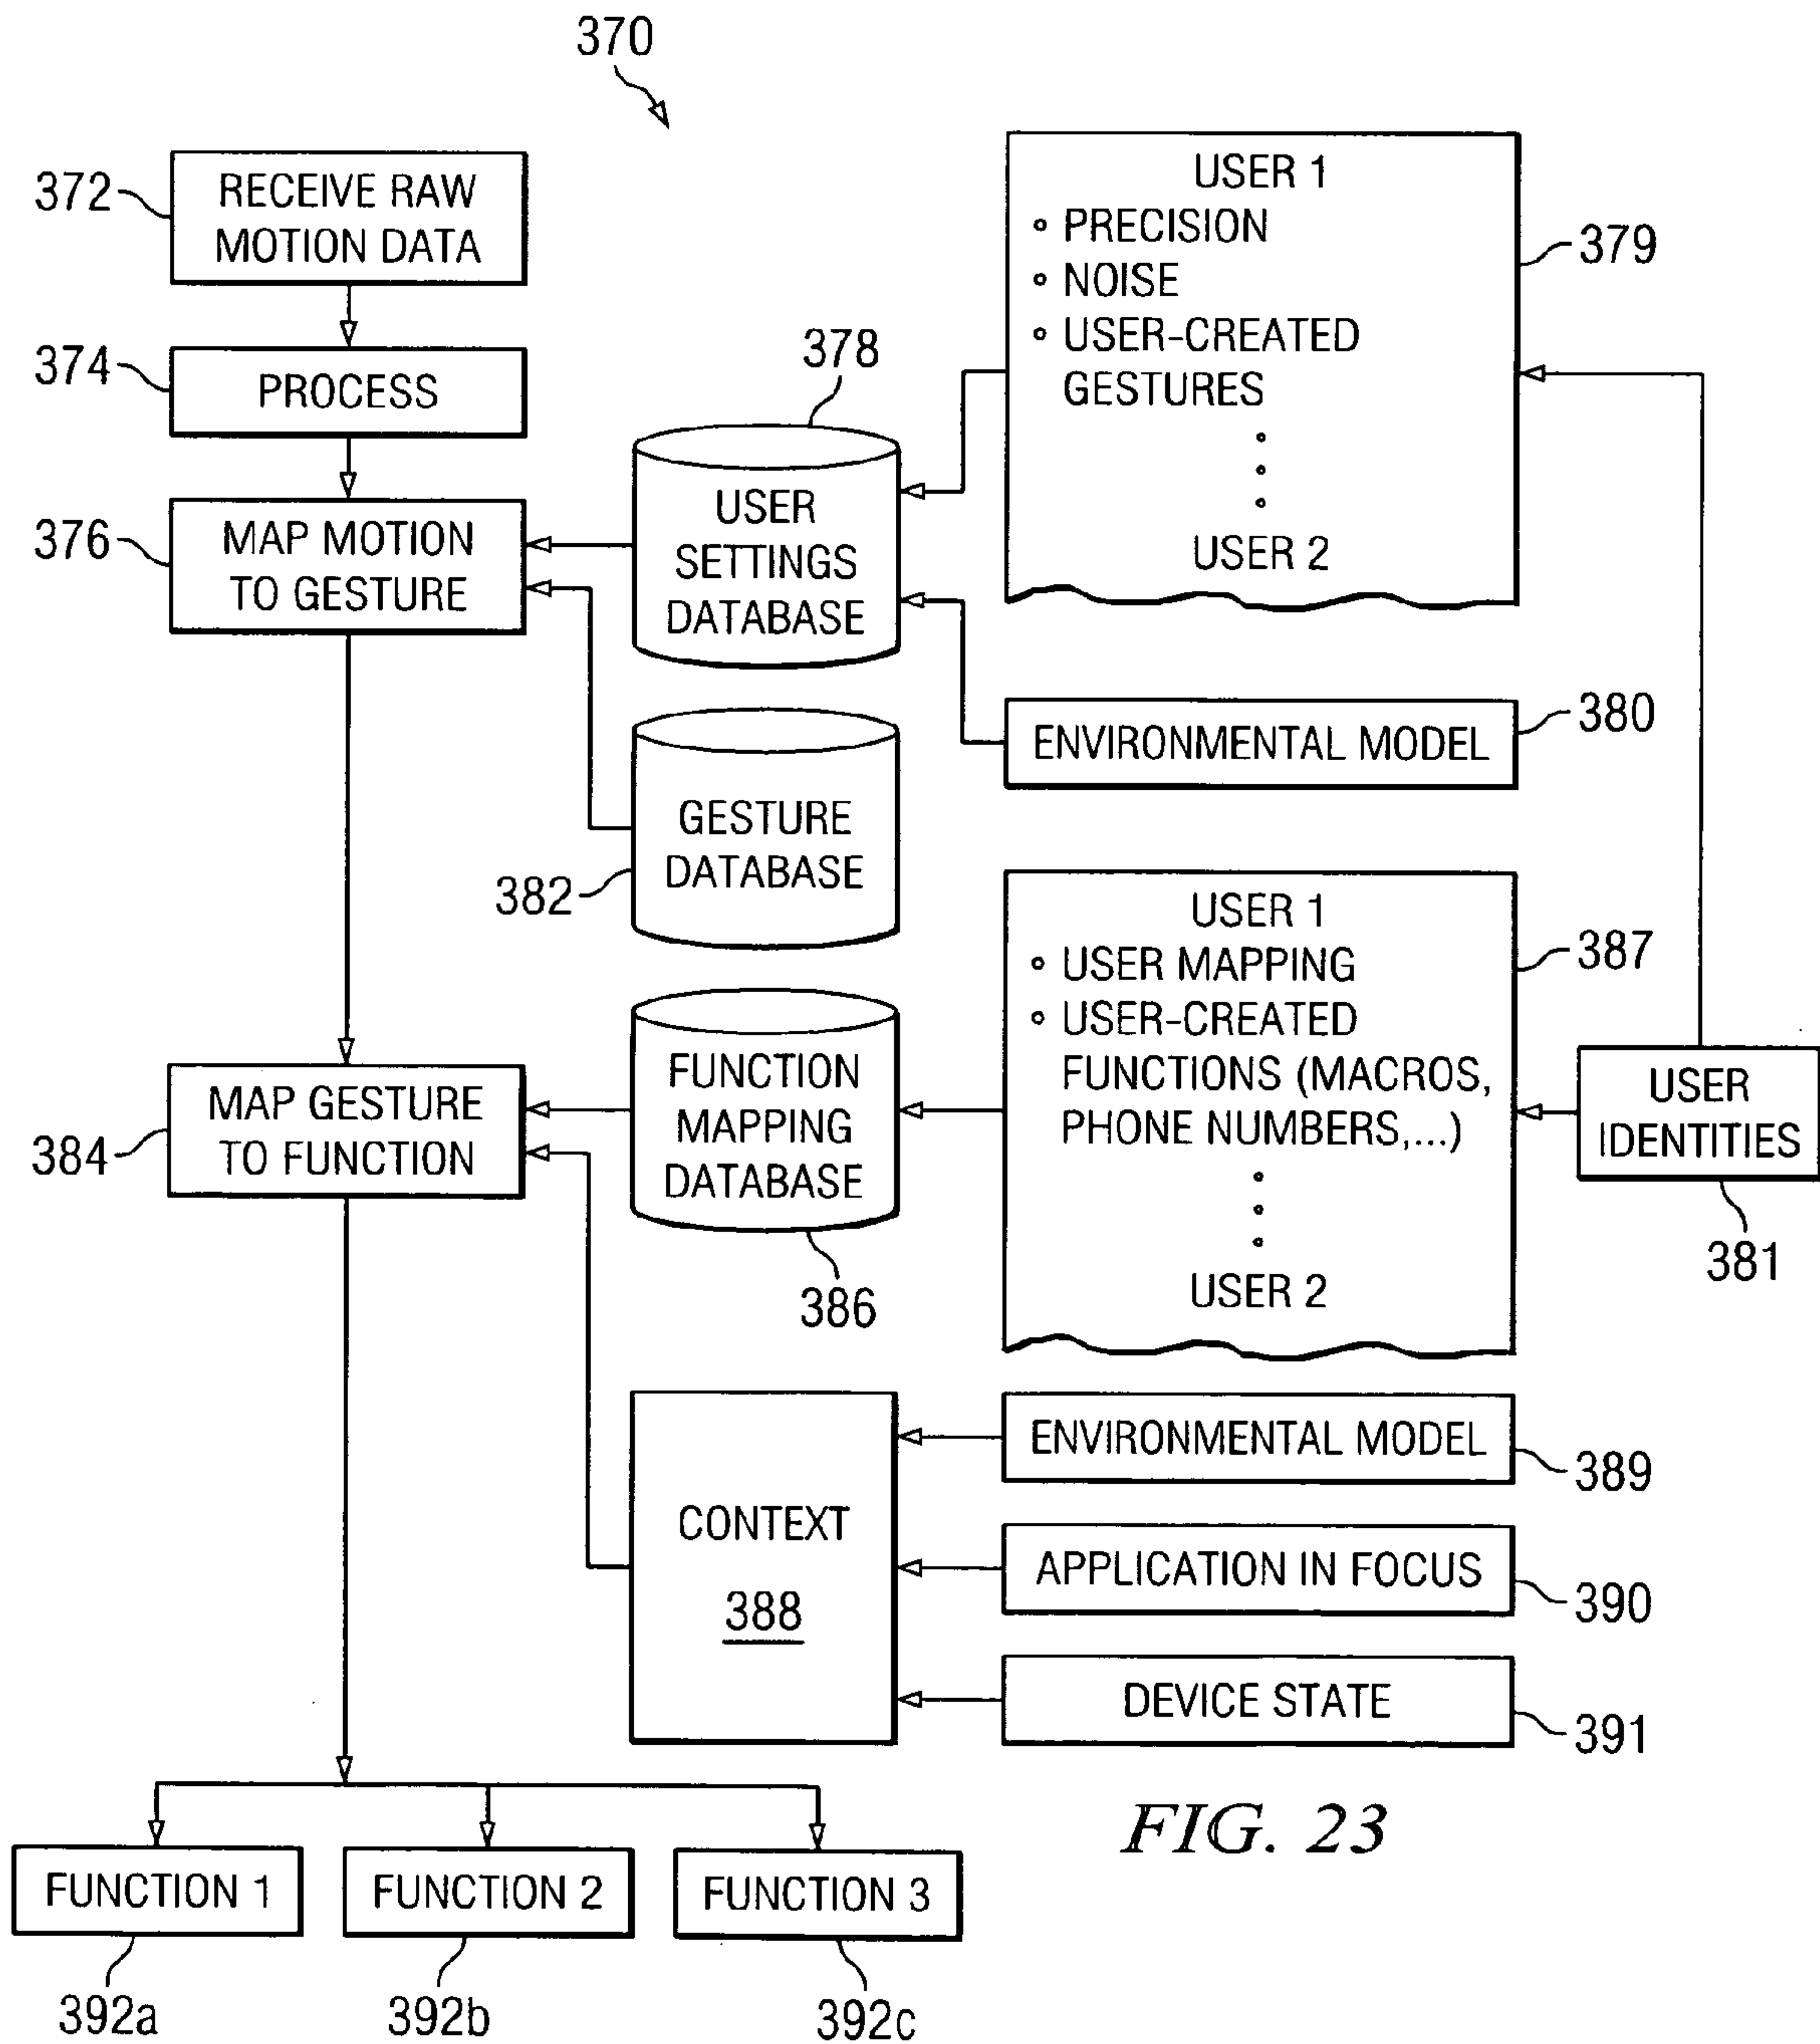 370
372
RECEIVE RAW
MOTION DATA
374
PROCESS
376
MAP MOTION
TO GESTURE
378
USER
SETTINGS
DATABASE
USER 1
° PRECISION
° NOISE
° USER-CREATED
GESTURES
USER 2
379
ENVIRONMENTAL MODEL
380
GESTURE
DATABASE
382
384
MAP GESTURE
TO FUNCTION
FUNCTION
MAPPING
DATABASE
386
USER 1
° USER MAPPING
° USER-CREATED
FUNCTIONS (MACROS,
PHONE NUMBERS,...)
USER 2
387
USER
IDENTITIES
381
CONTEXT
388
ENVIRONMENTAL MODEL
389
APPLICATION IN FOCUS
390
DEVICE STATE
391
FUNCTION 1
392a
FUNCTION 2
392b
FUNCTION 3
392c
FIG. 23